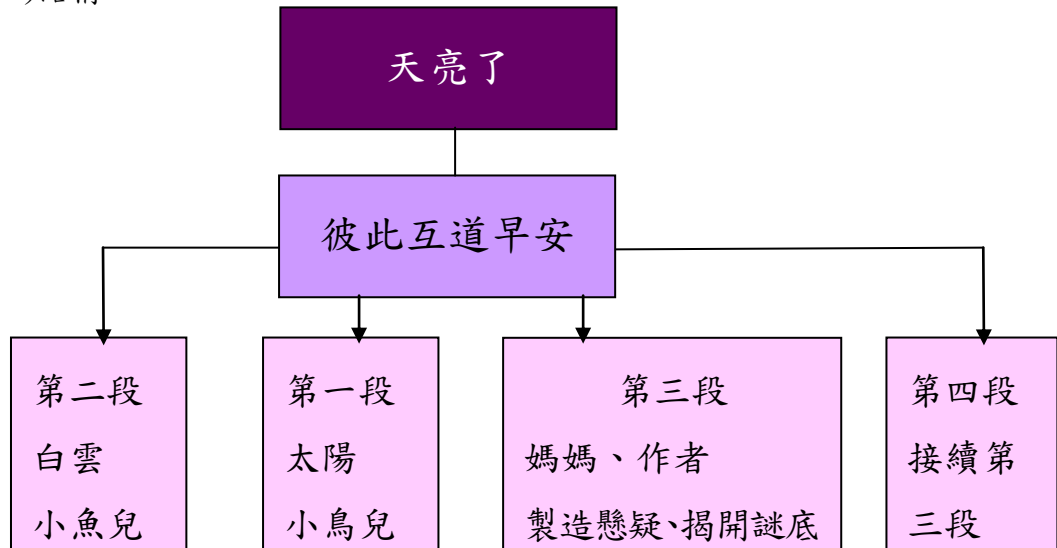 天亮了
彼此互道早安
第二段
白雲
小魚兒
第一段
太陽
小鳥兒
第三段
媽媽、作者
製造懸疑、揭開謎底
第四段
接續第
三段